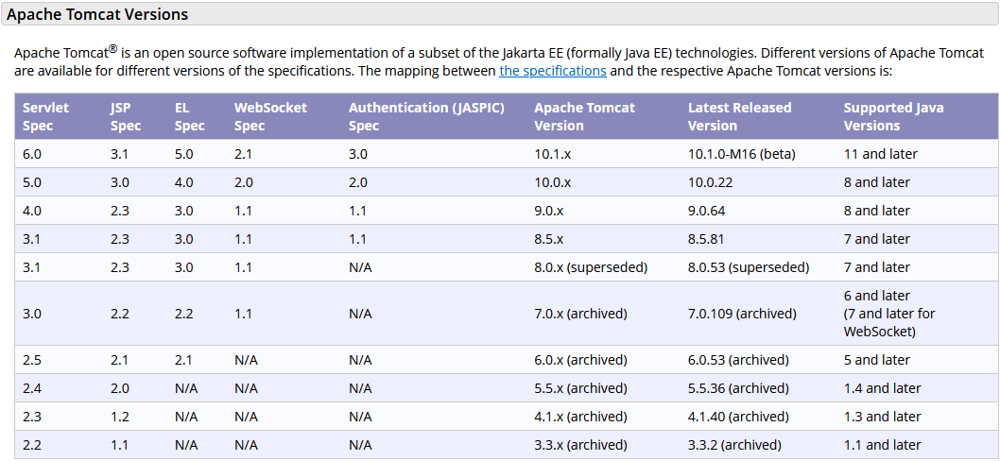 Apache Tomcat Versions
Apache Tomcat® is an open source software implementation of a subset of the Jakarta EE (formally Java EE) technologies. Different versions of Apache Tomcat
are available for different versions of the specifications. The mapping between the specifications and the respective Apache Tomcat versions is:
Servlet Spec JSP Spec EL Spec WebSocket Spec Authentication (JASPIC) Spec Apache Tomcat Version Latest Released Version Supported Java Versions
6.0 3.1 5.0 2.1 3.0 10.1.x 10.1.0-M16 (beta) 11 and later
5.0 3.0 4.0 2.0 2.0 10.0.x 10.0.22 8 and later
4.0 2.3 3.0 1.1 1.1 9.0.x 9.0.64 8 and later
3.1 2.3 3.0 1.1 1.1 8.5.x 8.5.81 7 and later
3.1 2.3 3.0 1.1 N/A 8.0.x (superseded) 8.0.53 (superseded) 7 and later
3.0 2.2 2.2 1.1 N/A 7.0.x (archived) 7.0.109 (archived) 6 and later
(7 and later for
WebSocket)
2.5 2.1 2.1 N/A N/A 6.0.x (archived) 6.0.53 (archived) 5 and later
2.4 2.0 N/A N/A N/A 5.5.x (archived) 5.5.36 (archived) 1.4 and later
2.3 1.2 N/A N/A N/A 4.1.x (archived) 4.1.40 (archived) 1.3 and later
2.2 1.1 N/A N/A N/A 3.3.x (archived) 3.3.2 (archived) 1.1 and later